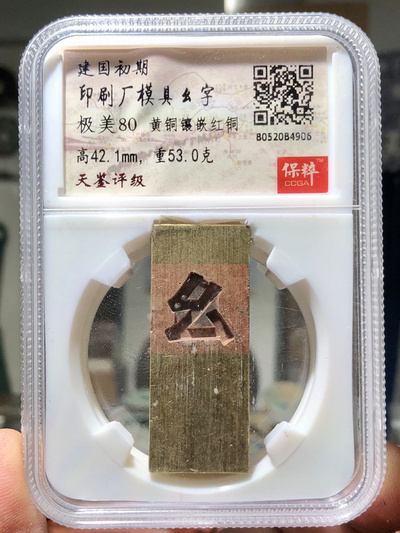 建国初期
印刷厂模具幺字
极美80 黄铜镶嵌红铜
高42.1mm, 重53.0克
天鉴评级
B0520B4906
保粹™
CCGA
幺